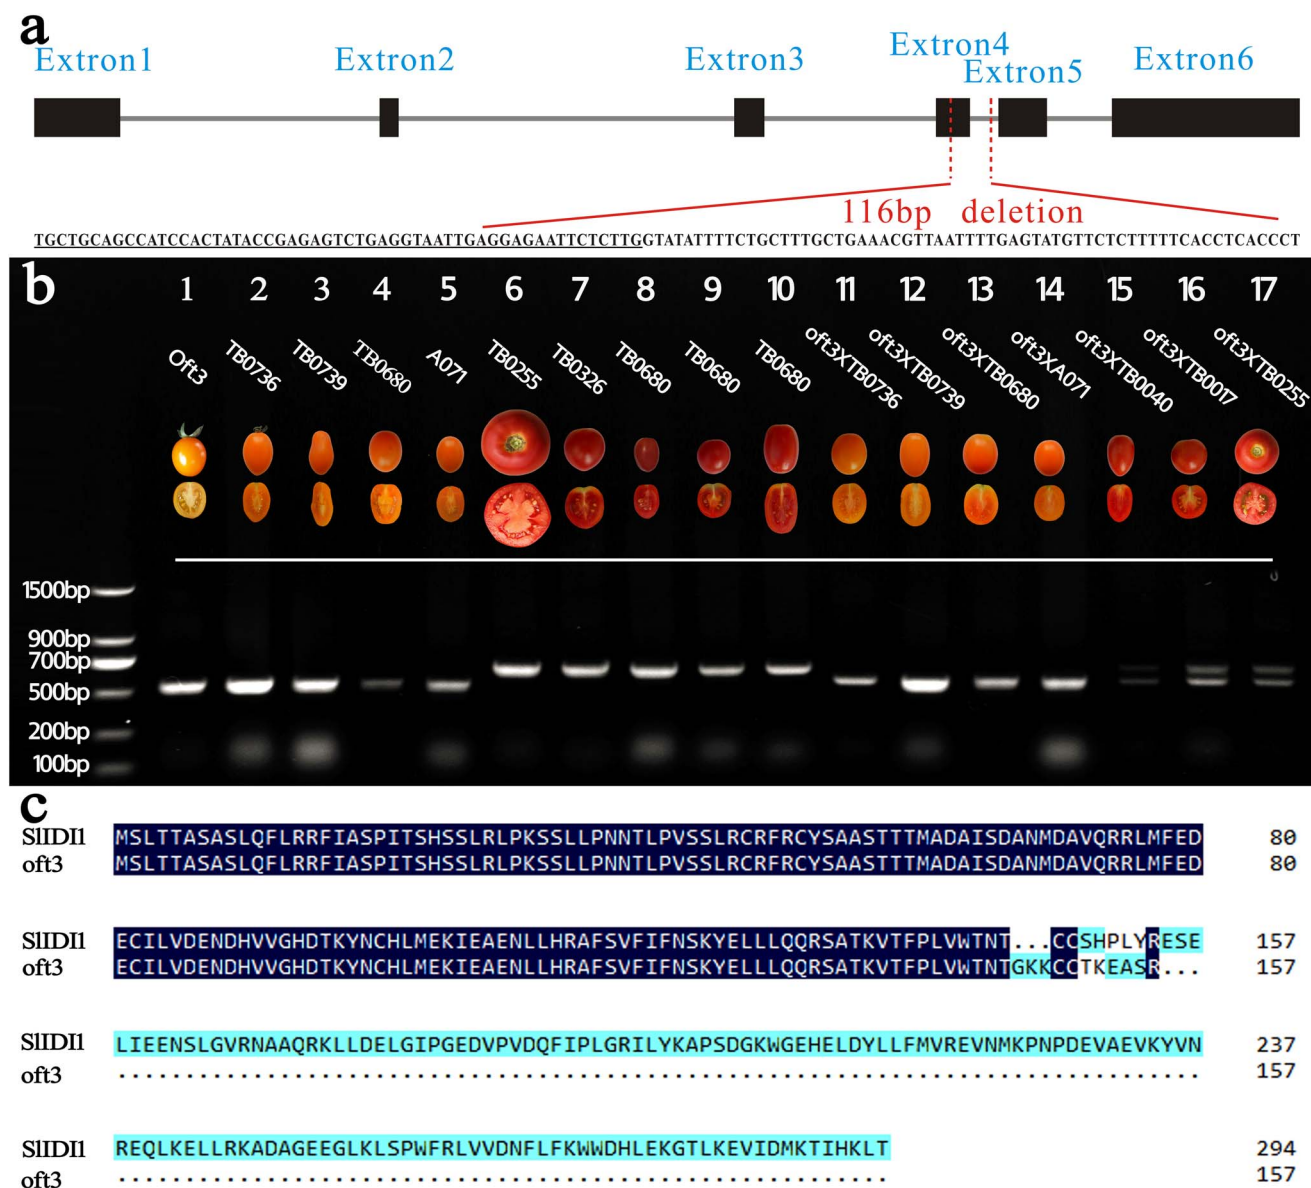 a
Extron1 Extron2 Extron3 Extron4 Extron5 Extron6
116bp deletion
TGCTGCAGCCATCCACTATACCGAGAGTCTGAGGTAATTGAGGAGAATTCTCTTGGTATATTTTCTGCTTTGCTGAAACGTTAATTTTGAGTATGTTCTCTTTTTCACCTCACCCT
b
1 2 3 4 5 6 7 8 9 10 11 12 13 14 15 16 17
Oft3 TB0736 TB0739 TB0680 A071 TB0255 TB0326 TB0680 TB0680 TB0680 oft3XTB0736 oft3XTB0739 oft3XTB0680 oft3XA071 oft3XTB0040 oft3XTB0017 oft3XTB0255
1500bp
900bp
700bp
500bp
200bp
100bp
c
SlIDI1 MSLTTASASLQFLRRFIASPITSHSSLRLPKSSLLPNNTLPVSSLRCRFRCYSAASTTTMADAISDANMDAVQRRLMFED 80
oft3 MSLTTASASLQFLRRFIASPITSHSSLRLPKSSLLPNNTLPVSSLRCRFRCYSAASTTTMADAISDANMDAVQRRLMFED 80
SlIDI1 ECILVDENDHVVGHDTKYNCHLMEKIEAENLLHRAFSVFIFNSKYELLLQQRSATKVTFPLVWTNT...CCSHPLYRESE 157
oft3 ECILVDENDHVVGHDTKYNCHLMEKIEAENLLHRAFSVFIFNSKYELLLQQRSATKVTFPLVWTNTGKKCCTKEASR... 157
SlIDI1 LIEENSLGVRNAAQRKLLDELGIPGEDVPVDQFIPLGRILYKAPSDGKWGEHELDYLLFMVREVNMKPNPDEVAEVKYVN 237
oft3 ................................................................................ 157
SlIDI1 REQLKELLRKADAGEEGLKLSPWFRLVVDNFLFKWWDHLEKGTLKEVIDMKTIHKLT 294
oft3 ......................................................... 157